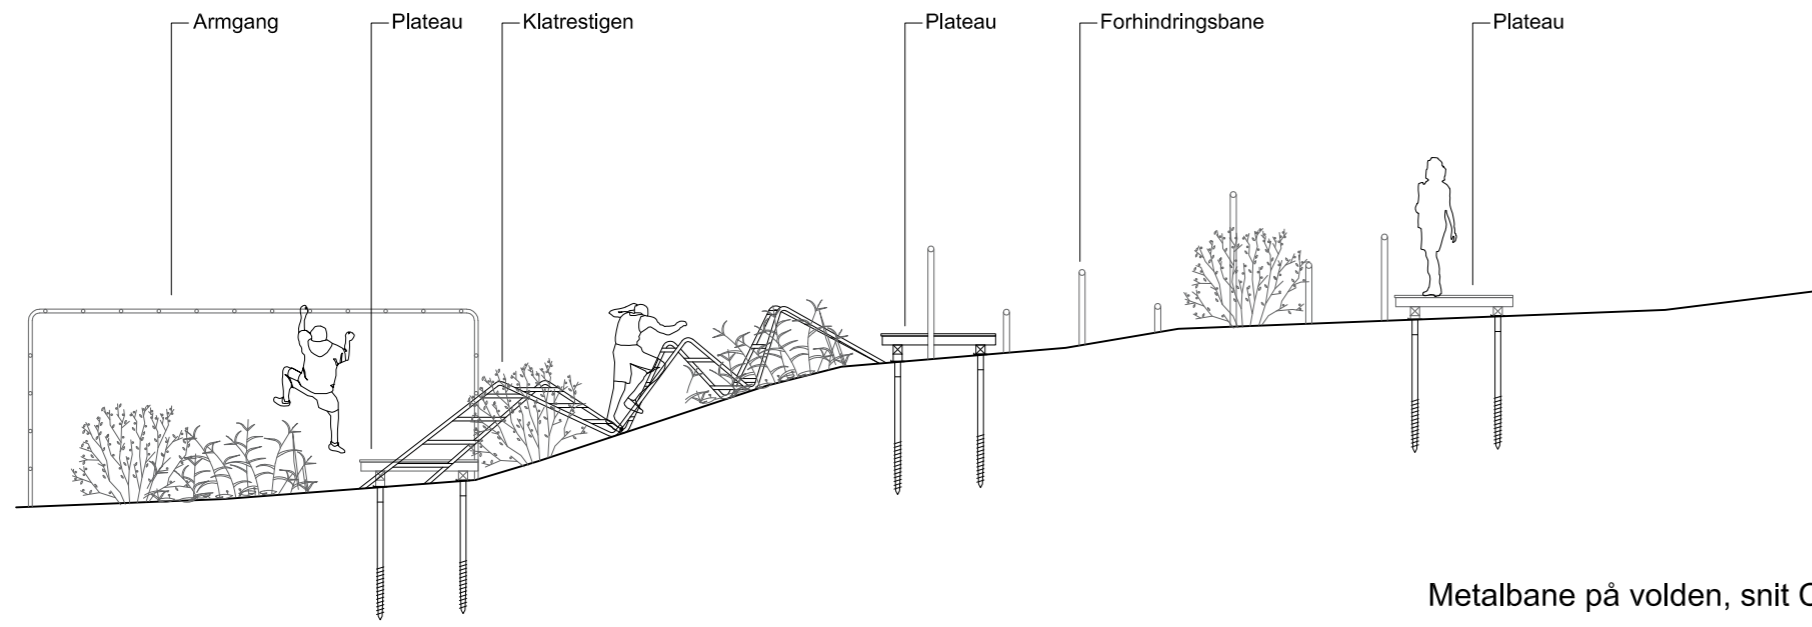 Armgang
Plateau
Klatrestigen
Plateau
Forhindringsbane
Plateau
Metalbane på volden, snit C